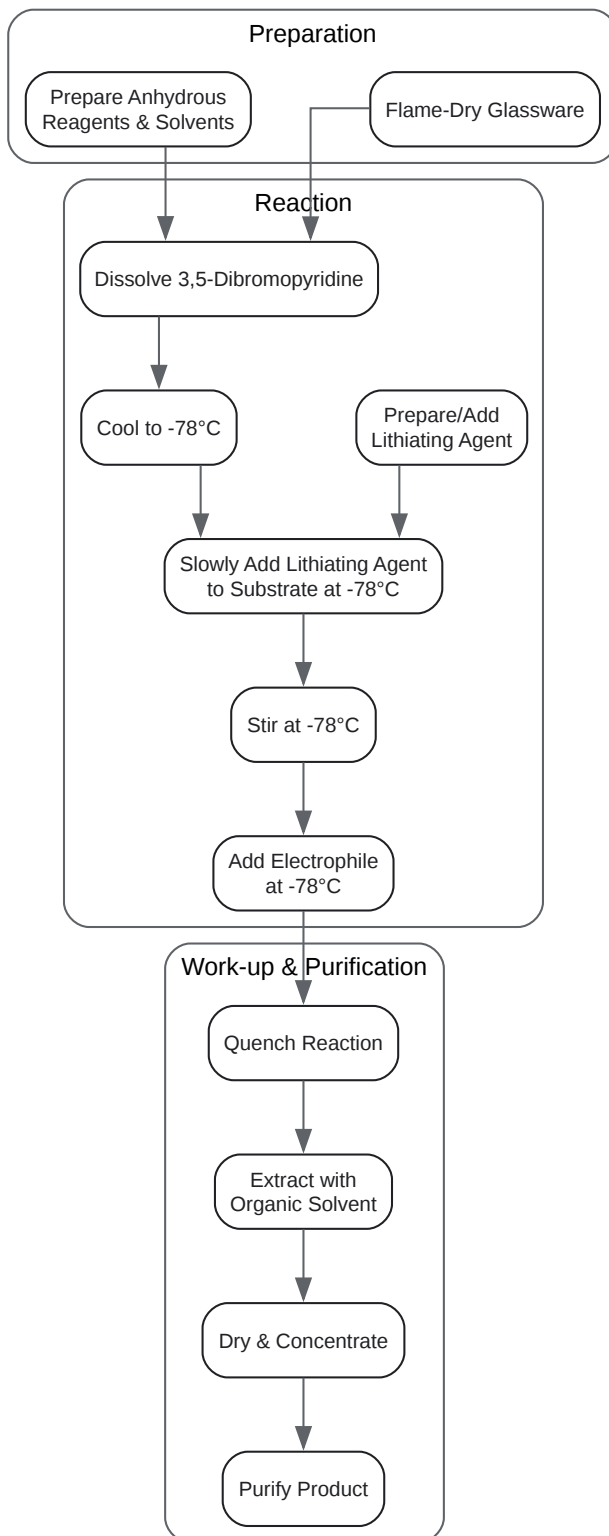 Preparation
Prepare Anhydrous
Reagents & Solvents
Flame-Dry Glassware
Reaction
Dissolve 3,5-Dibromopyridine
Cool to -78°C
Prepare/Add
Lithiating Agent
Slowly Add Lithiating Agent
to Substrate at -78°C
Stir at -78°C
Add Electrophile
at -78°C
Work-up & Purification
Quench Reaction
Extract with
Organic Solvent
Dry & Concentrate
Purify Product